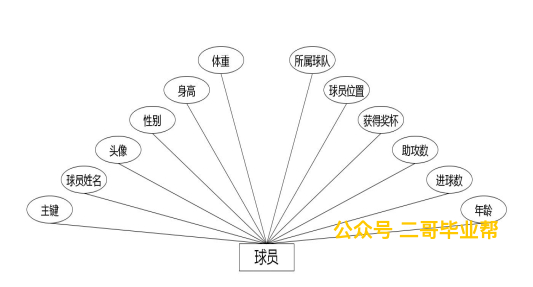 体重 所属球队
身高 球员位置
性别 获得奖杯
头像 助攻数
球员姓名 进球数
主键 年龄
公众号 二哥毕业帮
球员